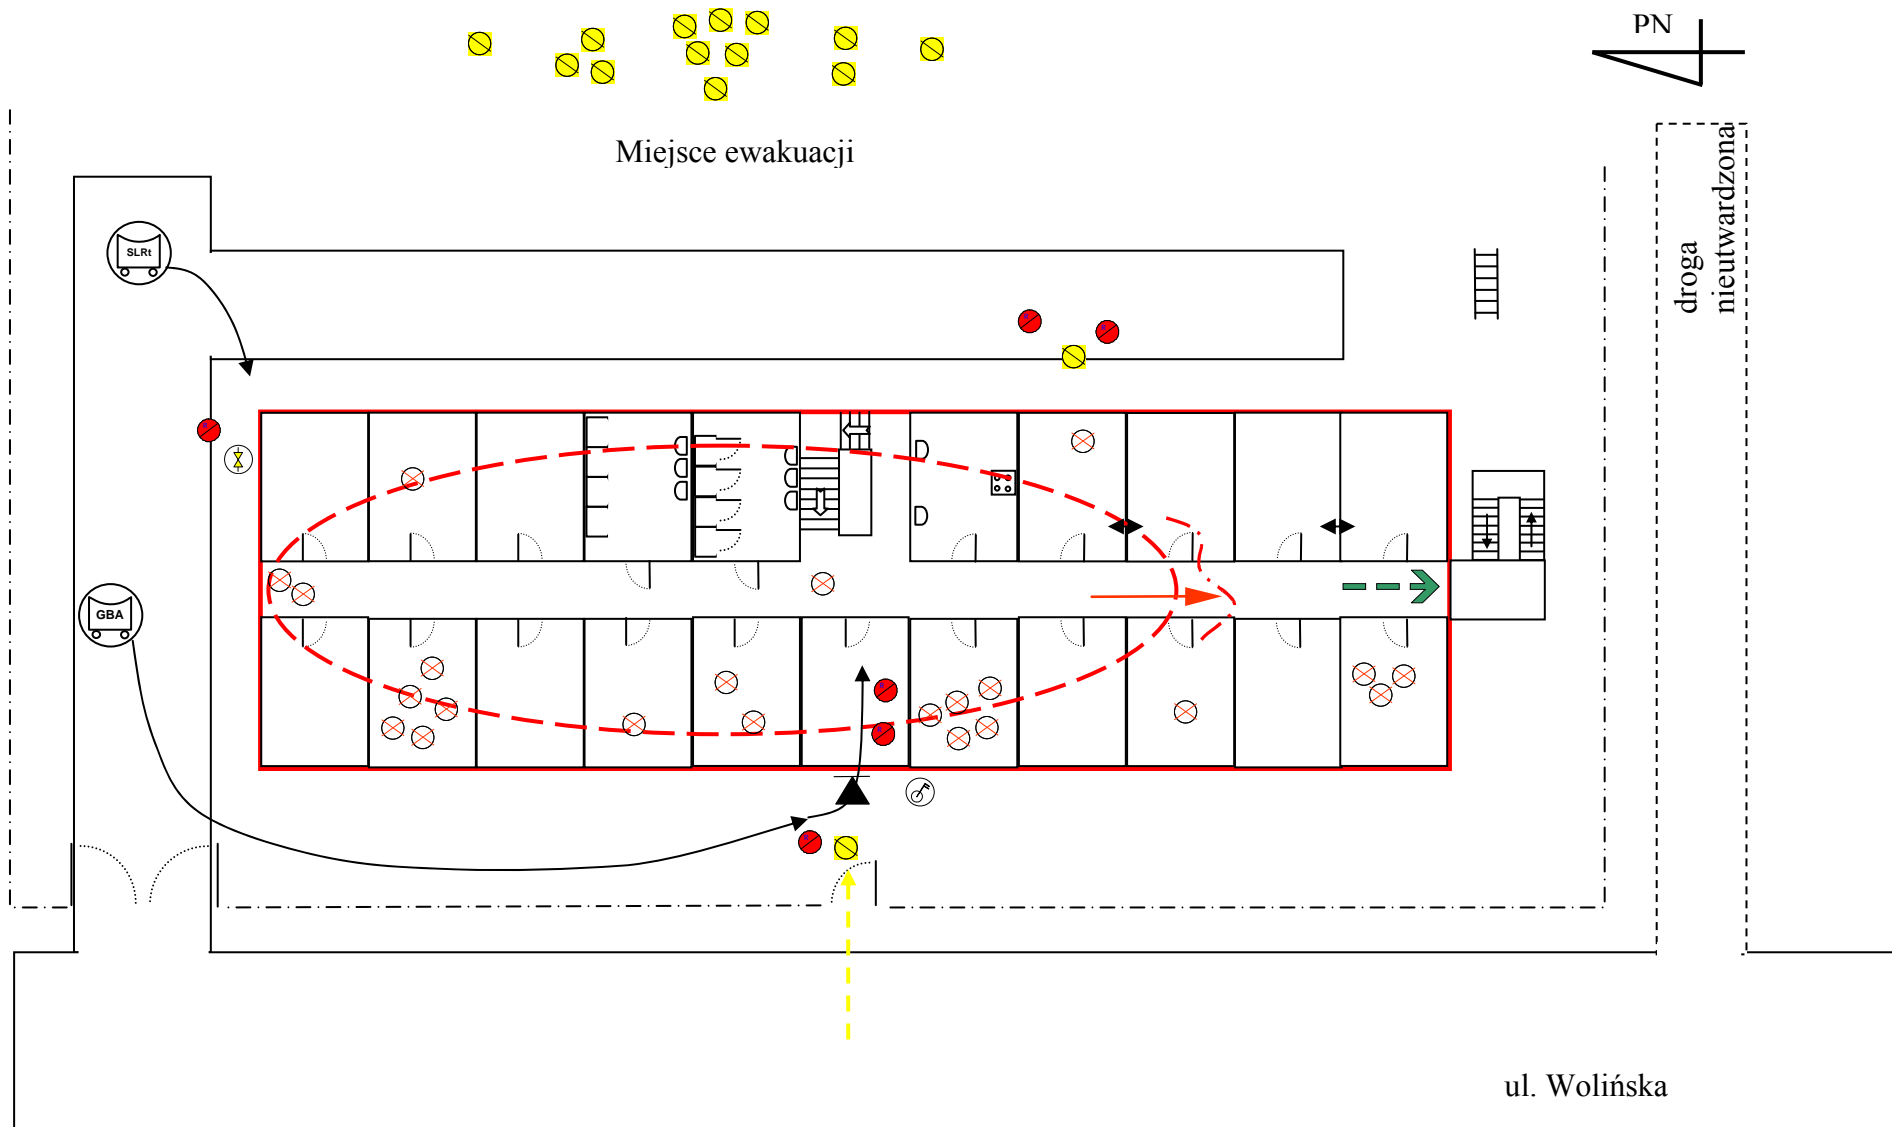 PN
Miejsce ewakuacji
droga
nieutwardzona
SLRt
GBA
ul. Wolińska